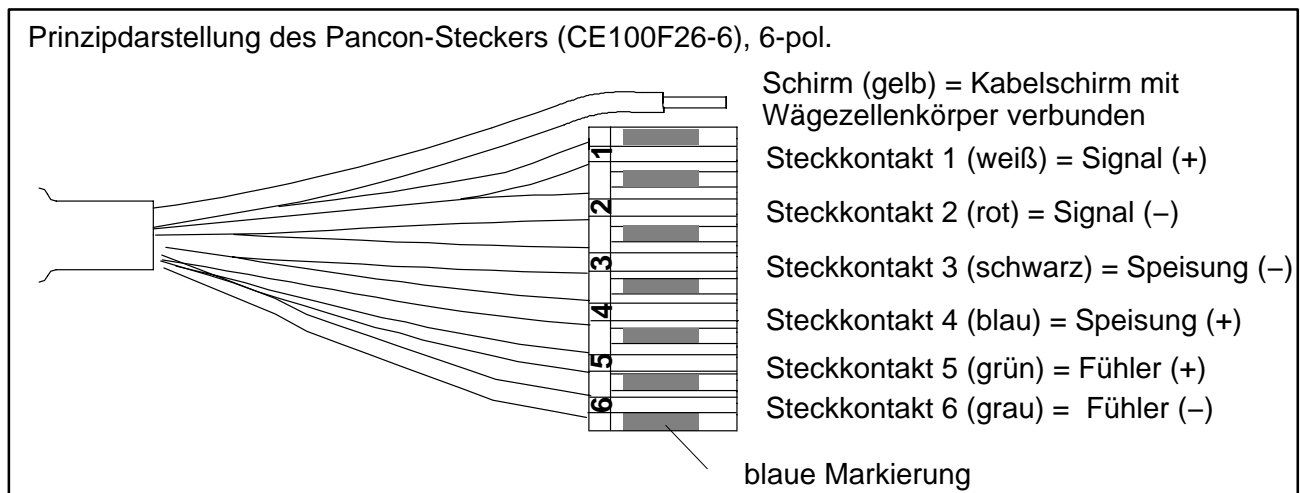 Prinzipdarstellung des Pancon-Steckers (CE100F26-6), 6-pol.
Schirm (gelb) = Kabelschirm mit
Wägezellenkörper verbunden
1
Steckkontakt 1 (weiß) = Signal (+)
2
Steckkontakt 2 (rot) = Signal (−)
3
Steckkontakt 3 (schwarz) = Speisung (−)
4
Steckkontakt 4 (blau) = Speisung (+)
5
Steckkontakt 5 (grün) = Fühler (+)
6
Steckkontakt 6 (grau) = Fühler (−)
blaue Markierung